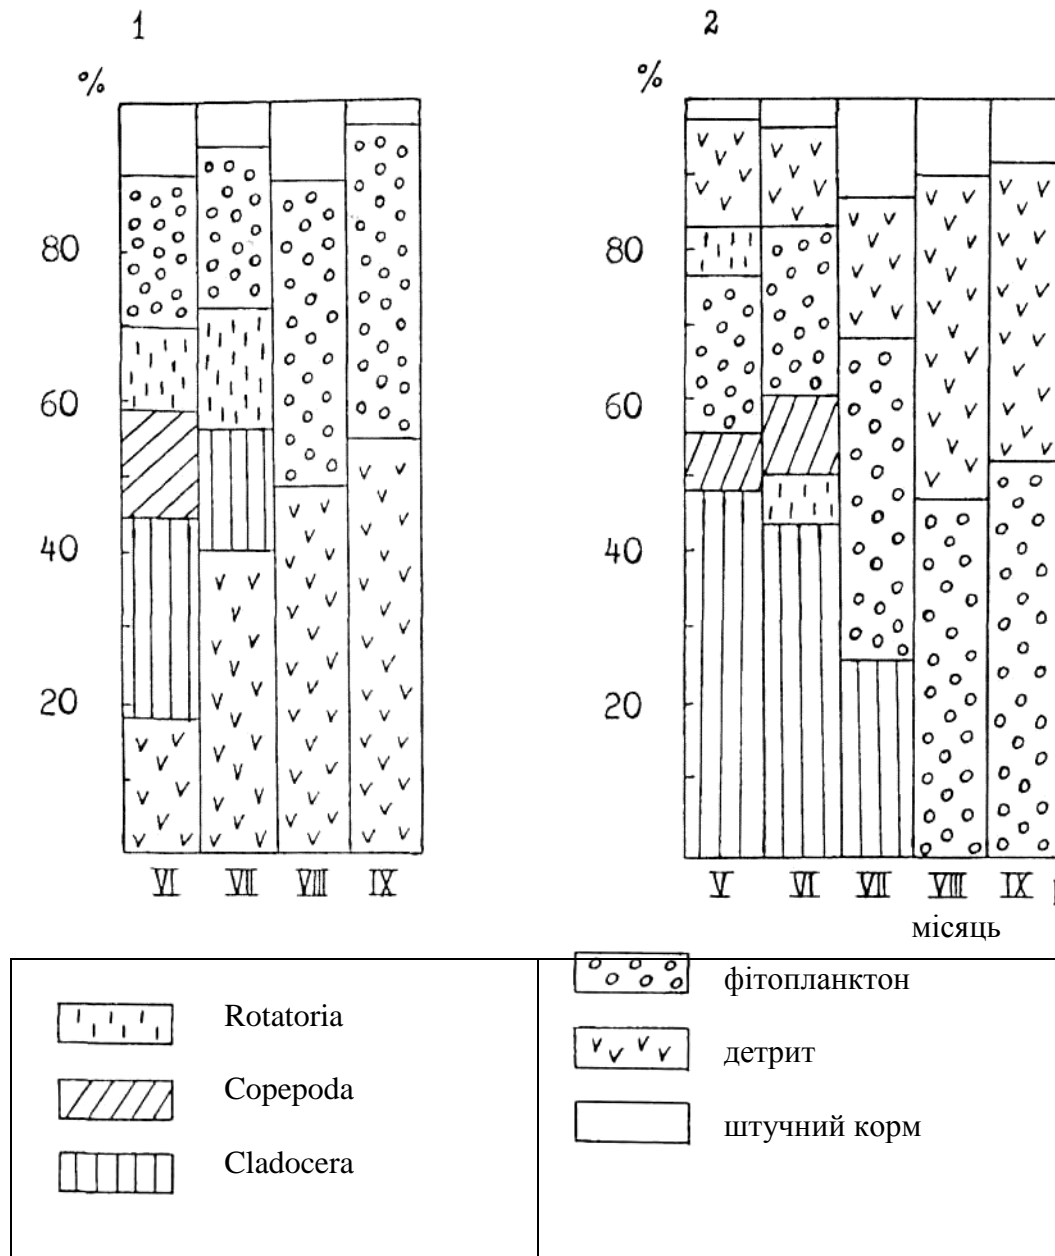 1
2
%
%
80
60
40
20
80
60
40
20
VI VII VIII IX
V VI VII VIII IX
місяць
Rotatoria
Copepoda
Cladocera
фітопланктон
детрит
штучний корм